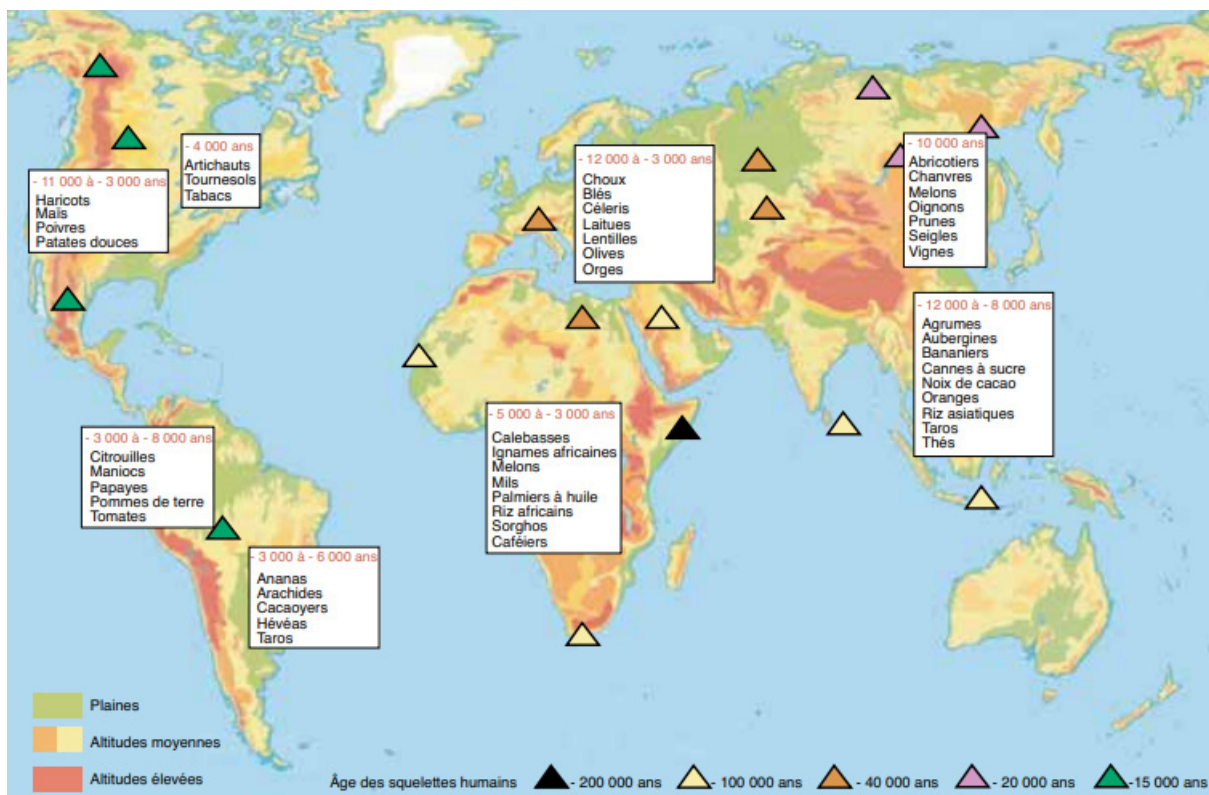 - 4 000 ans
Artichauts
Tournesols
Tabacs
- 11 000 à - 3 000 ans
Haricots
Maïs
Poivres
Patates douces
- 12 000 à - 3 000 ans
Choux
Blés
Céleris
Laitues
Lentilles
Olives
Orges
- 10 000 ans
Abricotiers
Chanvres
Melons
Oignons
Prunes
Seigles
Vignes
- 12 000 à - 8 000 ans
Agrumes
Aubergines
Bananiers
Cannes à sucre
Noix de cacao
Oranges
Riz asiatiques
Taros
Thés
- 5 000 à - 3 000 ans
Calebasses
Ignames africaines
Melons
Mils
Palmiers à huile
Riz africains
Sorghos
Caféiers
- 3 000 à - 8 000 ans
Citrouilles
Maniocs
Papayes
Pommes de terre
Tomates
- 3 000 à - 6 000 ans
Ananas
Arachides
Cacaoyers
Hévéas
Taros
Plaines
Altitudes moyennes
Altitudes élevées
Âge des squelettes humains - 200 000 ans - 100 000 ans - 40 000 ans - 20 000 ans -15 000 ans